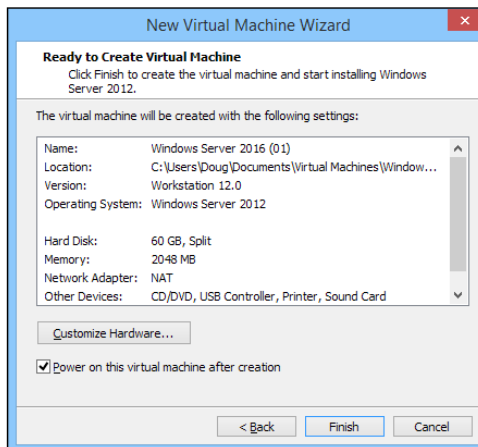 New Virtual Machine Wizard
Ready to Create Virtual Machine
Click Finish to create the virtual machine and start installing Windows
Server 2012.
The virtual machine will be created with the following settings:
Name: Windows Server 2016 (01)
Location: C:\Users\Doug\Documents\Virtual Machines\Window...
Version: Workstation 12.0
Operating System: Windows Server 2012
Hard Disk: 60 GB, Split
Memory: 2048 MB
Network Adapter: NAT
Other Devices: CD/DVD, USB Controller, Printer, Sound Card
Customize Hardware...
Power on this virtual machine after creation
< Back Finish Cancel